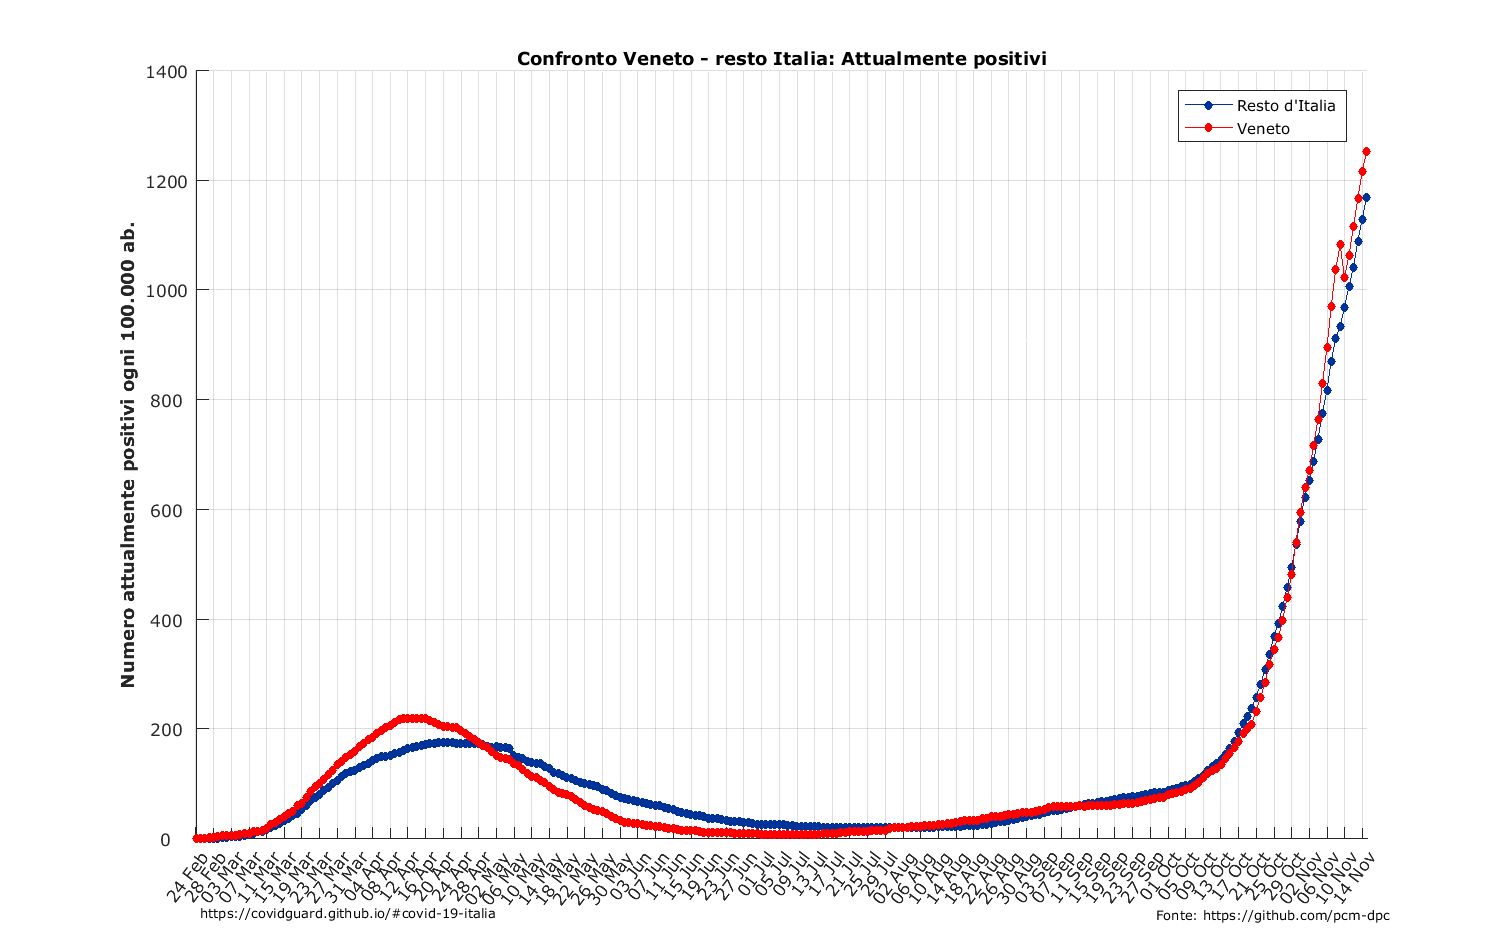 Confronto Veneto - resto Italia: Attualmente positivi
Numero attualmente positivi ogni 100.000 ab.
1400
1200
1000
800
600
400
200
0
Resto d'Italia
Veneto
24 Feb
28 Feb
03 Mar
07 Mar
11 Mar
15 Mar
19 Mar
23 Mar
27 Mar
31 Mar
04 Apr
08 Apr
12 Apr
16 Apr
20 Apr
24 Apr
28 Apr
02 May
06 May
10 May
14 May
18 May
22 May
26 May
30 May
03 Jun
07 Jun
11 Jun
15 Jun
19 Jun
23 Jun
27 Jun
01 Jul
05 Jul
09 Jul
13 Jul
17 Jul
21 Jul
25 Jul
29 Jul
02 Aug
06 Aug
10 Aug
14 Aug
18 Aug
22 Aug
26 Aug
30 Aug
03 Sep
07 Sep
11 Sep
15 Sep
19 Sep
23 Sep
27 Sep
01 Oct
05 Oct
09 Oct
13 Oct
17 Oct
21 Oct
25 Oct
29 Oct
02 Nov
06 Nov
10 Nov
14 Nov
https://covidguard.github.io/#covid-19-italia
Fonte: https://github.com/pcm-dpc